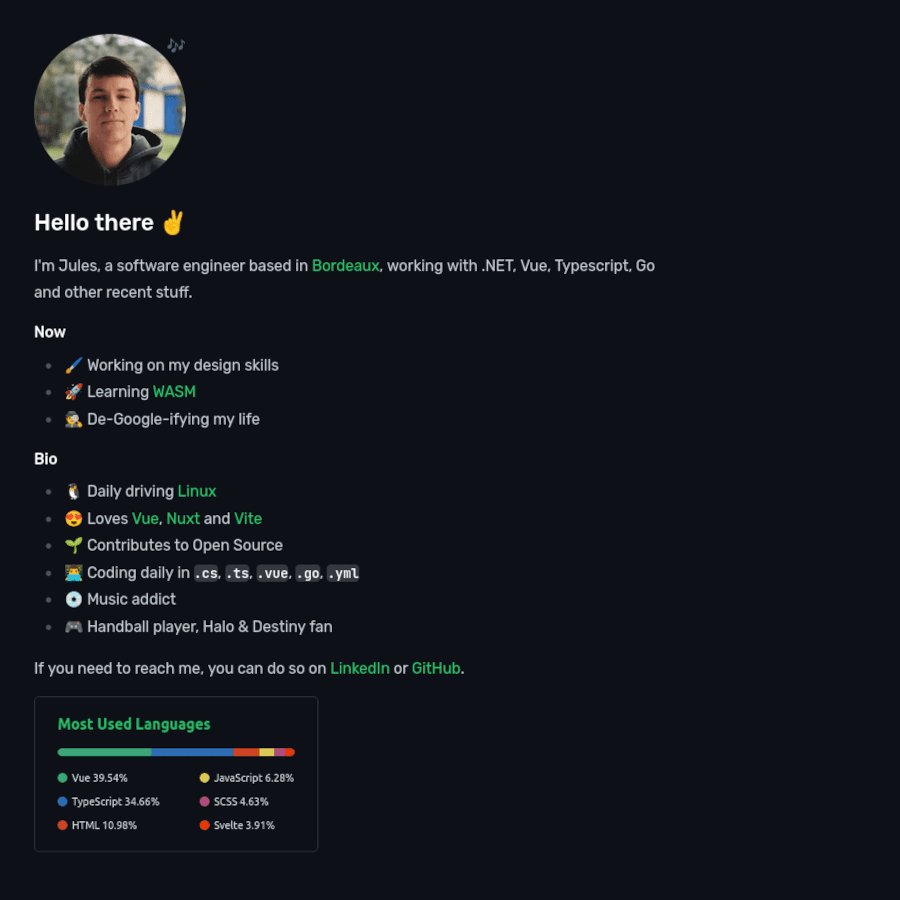 Hello there ✌️
I'm Jules, a software engineer based in Bordeaux, working with .NET, Vue, Typescript, Go
and other recent stuff.
Now
🖌️ Working on my design skills
🚀 Learning WASM
🕵️ De-Google-ifying my life
Bio
🐧 Daily driving Linux
😍 Loves Vue, Nuxt and Vite
🌱 Contributes to Open Source
👨‍💻 Coding daily in .cs, .ts, .vue, .go, .yml
💿 Music addict
🎮 Handball player, Halo & Destiny fan
If you need to reach me, you can do so on LinkedIn or GitHub.
Most Used Languages
Vue 39.54% JavaScript 6.28%
TypeScript 34.66% SCSS 4.63%
HTML 10.98% Svelte 3.91%